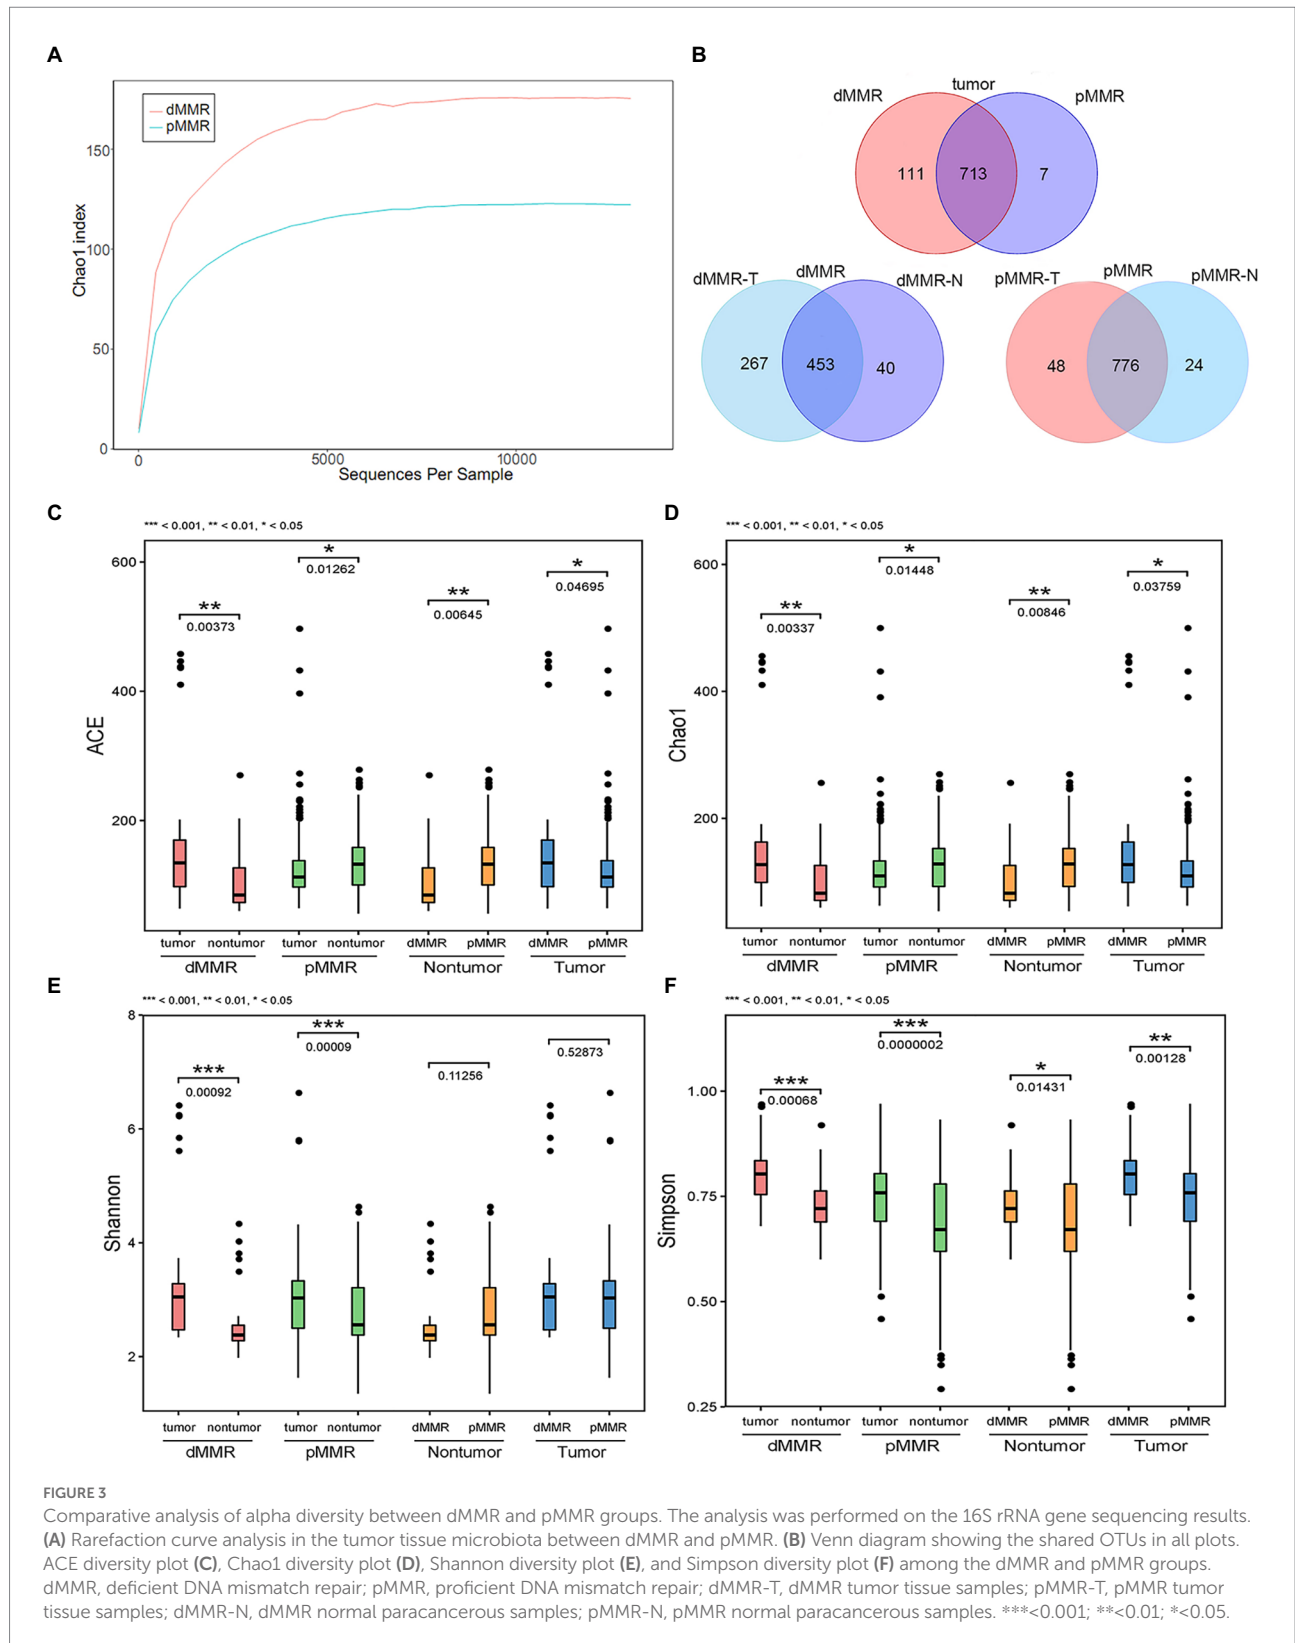 A
dMMR
pMMR
150
100
50
0
0
5000
10000
Chao1 index
Sequences Per Sample
B
tumor
dMMR
pMMR
111
713
7
dMMR-T
dMMR
dMMR-N
267
453
40
pMMR-T
pMMR
pMMR-N
48
776
24
C
*** < 0.001, ** < 0.01, * < 0.05
600
400
200
ACE
**
0.00373
*
0.01262
**
0.00645
*
0.04695
tumor nontumor tumor nontumor dMMR pMMR dMMR pMMR
dMMR pMMR Nontumor Tumor
D
*** < 0.001, ** < 0.01, * < 0.05
600
400
200
Chao1
**
0.00337
*
0.01448
**
0.00846
*
0.03759
tumor nontumor tumor nontumor dMMR pMMR dMMR pMMR
dMMR pMMR Nontumor Tumor
E
*** < 0.001, ** < 0.01, * < 0.05
8
6
4
2
Shannon
***
0.00092
***
0.00009
0.11256
0.52873
tumor nontumor tumor nontumor dMMR pMMR dMMR pMMR
dMMR pMMR Nontumor Tumor
F
*** < 0.001, ** < 0.01, * < 0.05
1.00
0.75
0.50
0.25
Simpson
***
0.00068
***
0.0000002
*
0.01431
**
0.00128
tumor nontumor tumor nontumor dMMR pMMR dMMR pMMR
dMMR pMMR Nontumor Tumor
FIGURE 3
Comparative analysis of alpha diversity between dMMR and pMMR groups. The analysis was performed on the 16S rRNA gene sequencing results.
(A) Rarefaction curve analysis in the tumor tissue microbiota between dMMR and pMMR. (B) Venn diagram showing the shared OTUs in all plots.
ACE diversity plot (C), Chao1 diversity plot (D), Shannon diversity plot (E), and Simpson diversity plot (F) among the dMMR and pMMR groups.
dMMR, deficient DNA mismatch repair; pMMR, proficient DNA mismatch repair; dMMR-T, dMMR tumor tissue samples; pMMR-T, pMMR tumor
tissue samples; dMMR-N, dMMR normal paracancerous samples; pMMR-N, pMMR normal paracancerous samples. ***<0.001; **<0.01; *<0.05.